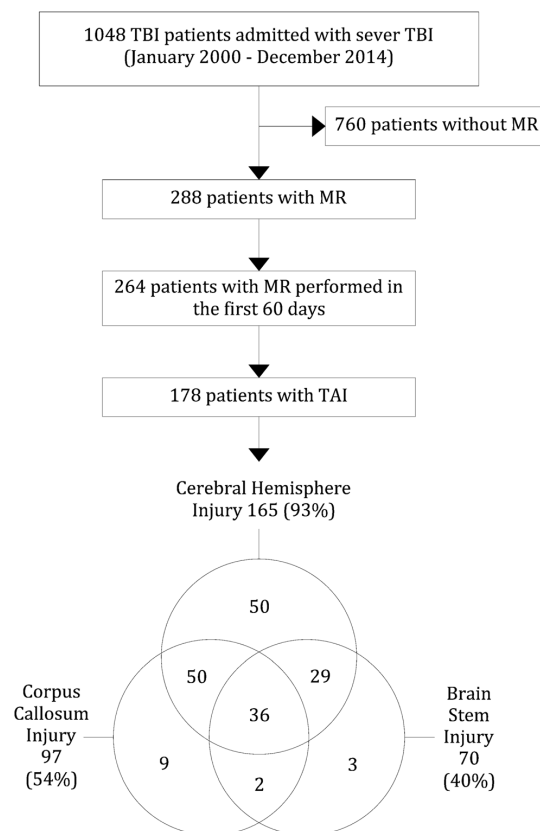 1048 TBI patients admitted with sever TBI
(January 2000 - December 2014)
760 patients without MR
288 patients with MR
264 patients with MR performed in
the first 60 days
178 patients with TAI
Cerebral Hemisphere
Injury 165 (93%)
50
50
29
36
Corpus
Callosum
Injury
97
(54%)
9
2
3
Brain
Stem
Injury
70
(40%)